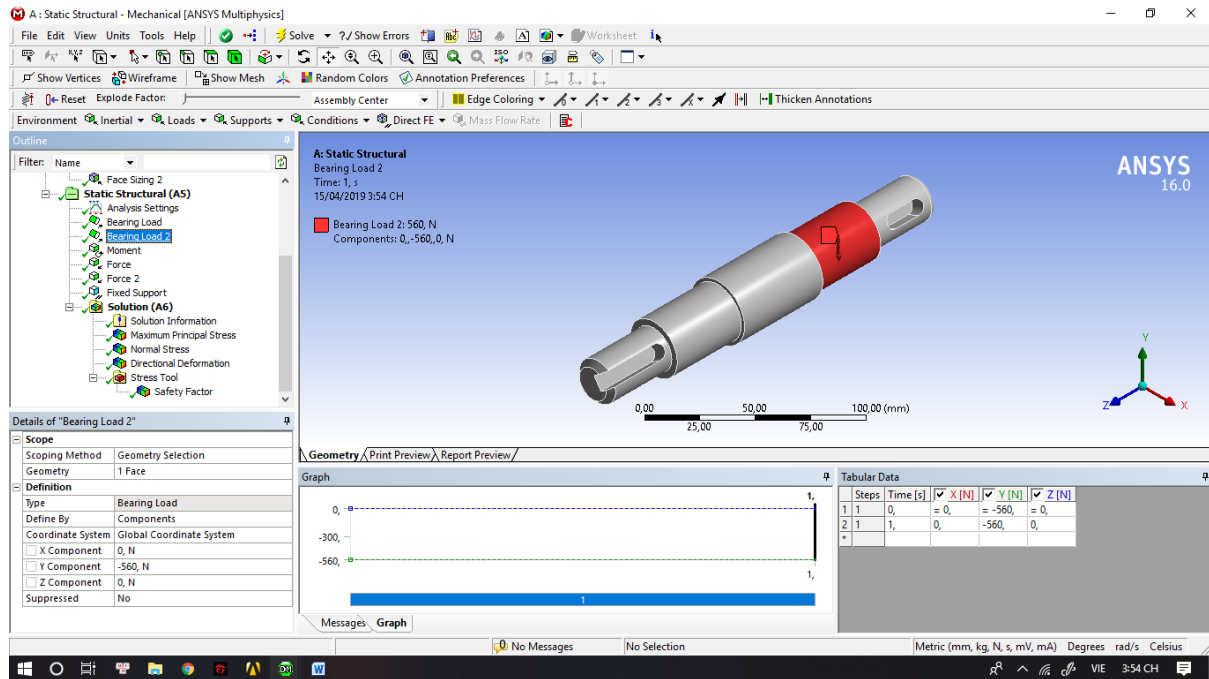 A : Static Structural - Mechanical [ANSYS Multiphysics]
File Edit View Units Tools Help Solve ?/ Show Errors Worksheet
Show Vertices Wireframe Show Mesh Random Colors Annotation Preferences
Reset Explode Factor: Assembly Center Edge Coloring Thicken Annotations
Environment Inertial Loads Supports Conditions Direct FE Mass Flow Rate
Outline
Filter: Name
Face Sizing 2
Static Structural (A5)
Analysis Settings
Bearing Load
Bearing Load 2
Moment
Force
Force 2
Fixed Support
Solution (A6)
Solution Information
Maximum Principal Stress
Normal Stress
Directional Deformation
Stress Tool
Safety Factor
A: Static Structural
Bearing Load 2
Time: 1, s
15/04/2019 3:54 CH
Bearing Load 2: 560, N
Components: 0,,-560,,0, N
ANSYS
16.0
Y
Z X
0,00 50,00 100,00 (mm)
25,00 75,00
Geometry Print Preview Report Preview
Details of "Bearing Load 2"
Scope
Scoping Method Geometry Selection
Geometry 1 Face
Definition
Type Bearing Load
Define By Components
Coordinate System Global Coordinate System
X Component 0, N
Y Component -560, N
Z Component 0, N
Suppressed No
Graph
1,
0,
-300,
-560,
1,
1
Messages Graph
Tabular Data
Steps Time [s] X [N] Y [N] Z [N]
1 1 0, = 0, = -560, = 0,
2 1 1, 0, -560, 0,
*
No Messages No Selection Metric (mm, kg, N, s, mV, mA) Degrees rad/s Celsius
VIE 3:54 CH